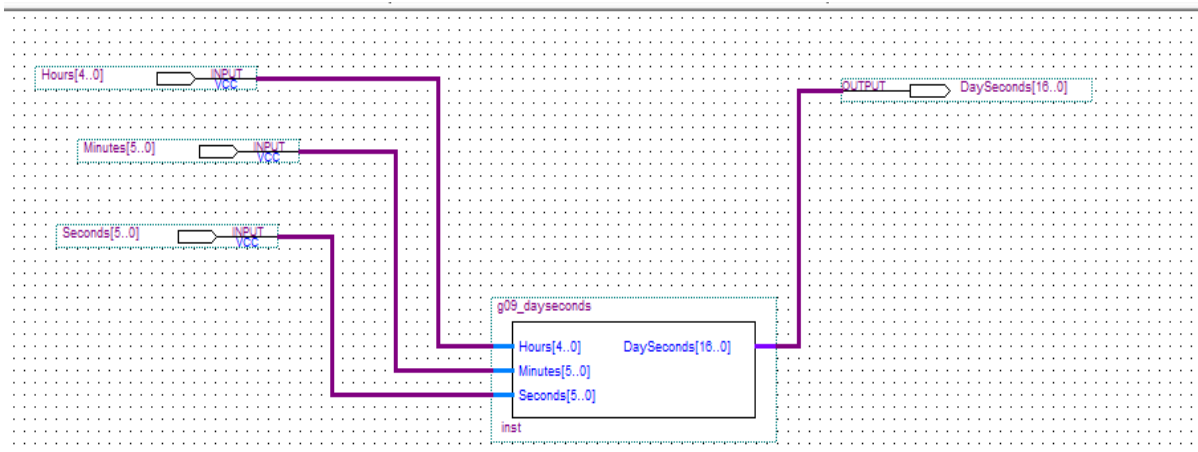 Hours[4..0]
INPUT
VCC
OUTPUT
DaySeconds[16..0]
Minutes[5..0]
INPUT
VCC
Seconds[5..0]
INPUT
VCC
g09_dayseconds
Hours[4..0]
DaySeconds[16..0]
Minutes[5..0]
Seconds[5..0]
inst